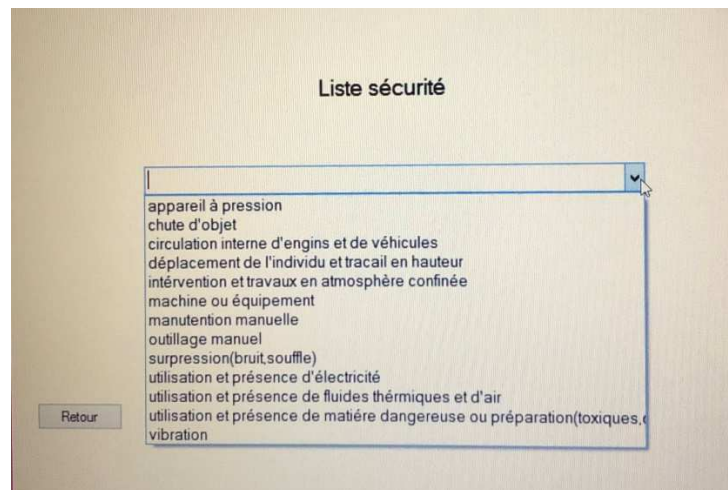 Liste sécurité
appareil à pression
chute d'objet
circulation interne d'engins et de véhicules
déplacement de l'individu et tracail en hauteur
intérvention et travaux en atmosphère confinée
machine ou équipement
manutention manuelle
outillage manuel
surpression(bruit,souffle)
utilisation et présence d'électricité
utilisation et présence de fluides thérmiques et d'air
utilisation et présence de matiére dangereuse ou préparation(toxiques,
vibration
Retour